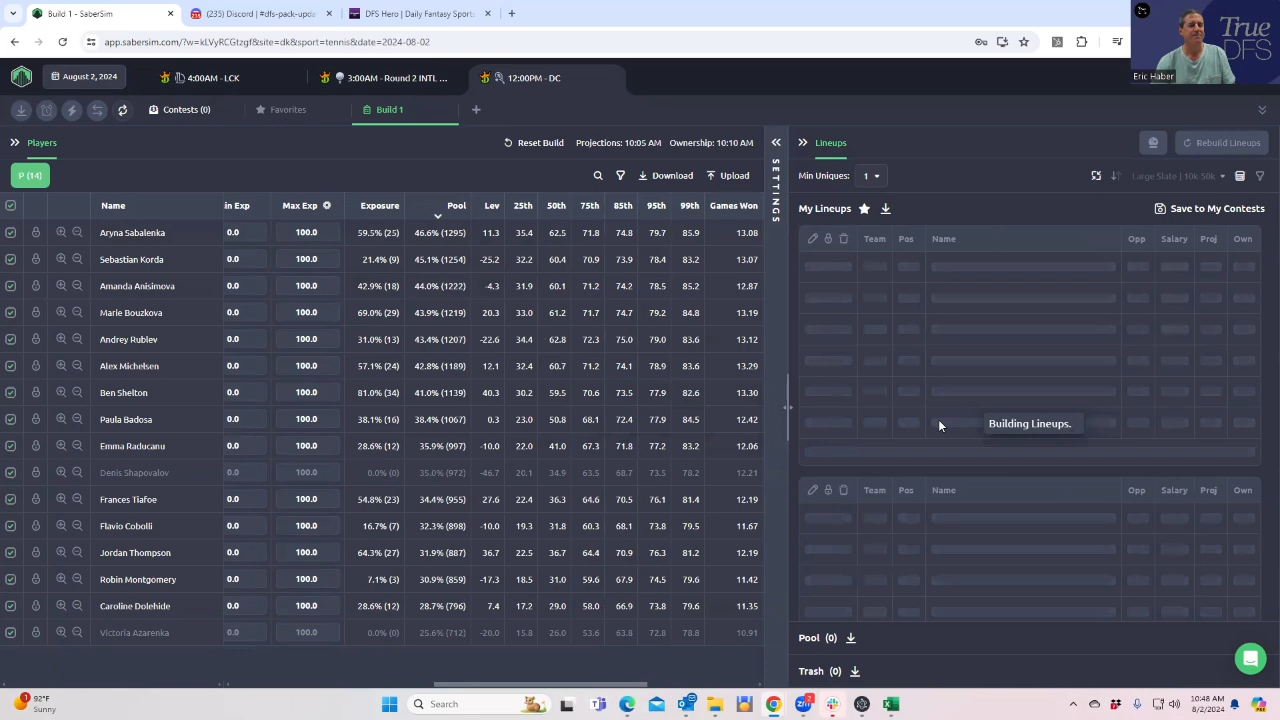 Build 1 - SaberSim
(235) Discord | #dfs-pack-updat
DFS Hero | Daily Fantasy Sports
app.sabersim.com/?w=kLVyRCGtzgf&site=dk&sport=tennis&date=2024-08-02
True
DFS
Eric Haber
August 2, 2024
4:00AM - LCK
3:00AM - Round 2 INTL ...
12:00PM - DC
Contests (0)
Favorites
Build 1
Players
Reset Build
Projections: 10:05 AM
Ownership: 10:10 AM
SETTINGS
Lineups
Rebuild Lineups
P (14)
Download
Upload
Min Uniques:
1
Large Slate | 10k-50k
Name in Exp Max Exp Exposure Pool Lev 25th 50th 75th 85th 95th 99th Games Won
My Lineups
Save to My Contests
Aryna Sabalenka 0.0 100.0 59.5% (25) 46.6% (1295) 11.3 35.4 62.5 71.8 74.8 79.7 85.9 13.08
Sebastian Korda 0.0 100.0 21.4% (9) 45.1% (1254) -25.2 32.2 60.4 70.9 73.9 78.4 83.2 13.07
Amanda Anisimova 0.0 100.0 42.9% (18) 44.0% (1222) -4.3 31.9 60.1 71.2 74.2 78.5 85.2 12.87
Marie Bouzkova 0.0 100.0 69.0% (29) 43.9% (1219) 20.3 33.0 61.2 71.7 74.7 79.2 84.8 13.19
Andrey Rublev 0.0 100.0 31.0% (13) 43.4% (1207) -22.6 34.4 62.8 72.3 75.0 79.0 83.6 13.12
Alex Michelsen 0.0 100.0 57.1% (24) 42.8% (1189) 12.1 32.4 60.7 71.2 74.1 78.9 83.6 13.29
Ben Shelton 0.0 100.0 81.0% (34) 41.0% (1139) 40.3 30.2 59.5 70.6 73.5 77.9 83.6 13.30
Paula Badosa 0.0 100.0 38.1% (16) 38.4% (1067) 0.3 23.0 50.8 68.1 72.4 77.9 84.5 12.42
Emma Raducanu 0.0 100.0 35.9% (997) -10.0 22.0 41.0 67.5 71.8 77.2 83.2 12.06
Denis Shapovalov 0.0 100.0 0.0% (0) 35.0% (972) -46.7 20.1 34.9 63.5 68.7 73.5 78.2 12.21
Frances Tiafoe 0.0 100.0 54.8% (23) 34.4% (955) 27.6 22.4 36.3 64.6 70.5 76.1 81.4 12.19
Flavio Cobolli 0.0 100.0 16.7% (7) 32.3% (898) -10.0 19.3 31.8 60.3 68.1 73.8 79.5 11.67
Jordan Thompson 0.0 100.0 64.3% (27) 31.9% (887) 36.7 22.5 36.7 64.4 70.9 76.3 81.2 12.19
Robin Montgomery 0.0 100.0 7.1% (3) 30.9% (859) -17.3 18.5 31.0 59.6 67.9 74.5 79.6 11.42
Caroline Dolehide 0.0 100.0 28.6% (12) 28.7% (796) 7.4 17.2 29.0 58.0 66.9 73.8 79.6 11.35
Victoria Azarenka 0.0 100.0 0.0% (0) 25.6% (712) -20.0 15.8 26.0 53.6 63.8 72.8 78.8 10.91
Team Pos Name Opp Salary Proj Own
Building Lineups.
Team Pos Name Opp Salary Proj Own
Pool (0)
Trash (0)
92°F
Sunny
Search
10:48 AM
8/2/2024